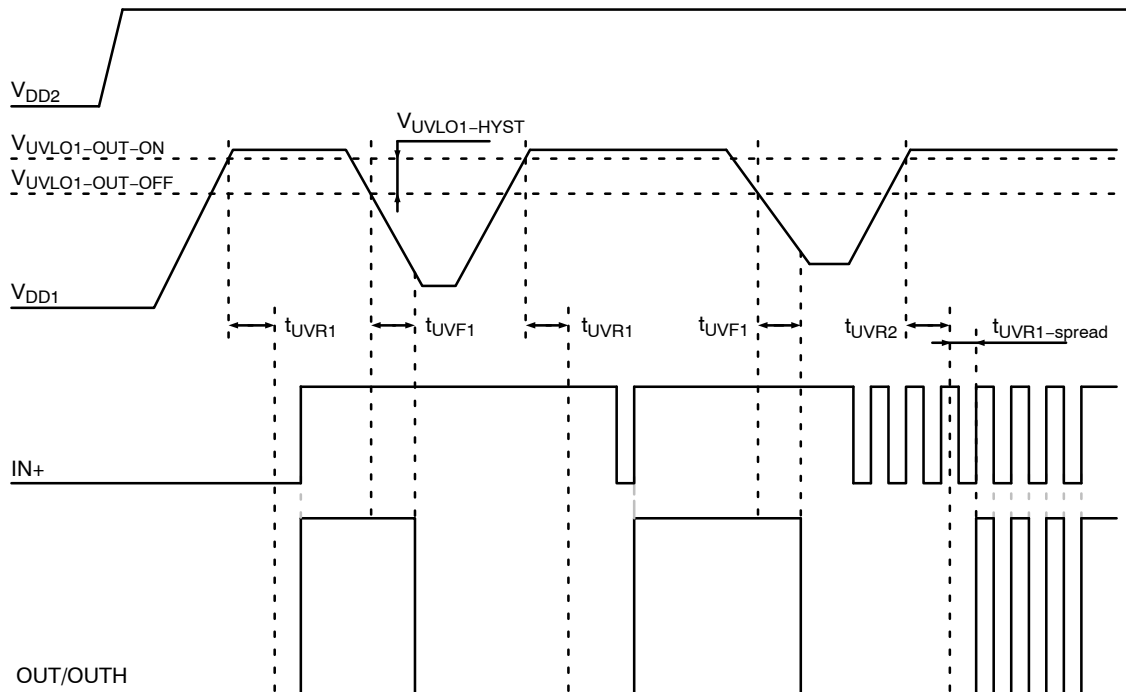 VDD2
VUVLO1−HYST
VUVLO1−OUT−ON
VUVLO1−OUT−OFF
VDD1
tUVR1
tUVF1
tUVR1
tUVF1
tUVR2
tUVR1−spread
IN+
OUT/OUTH